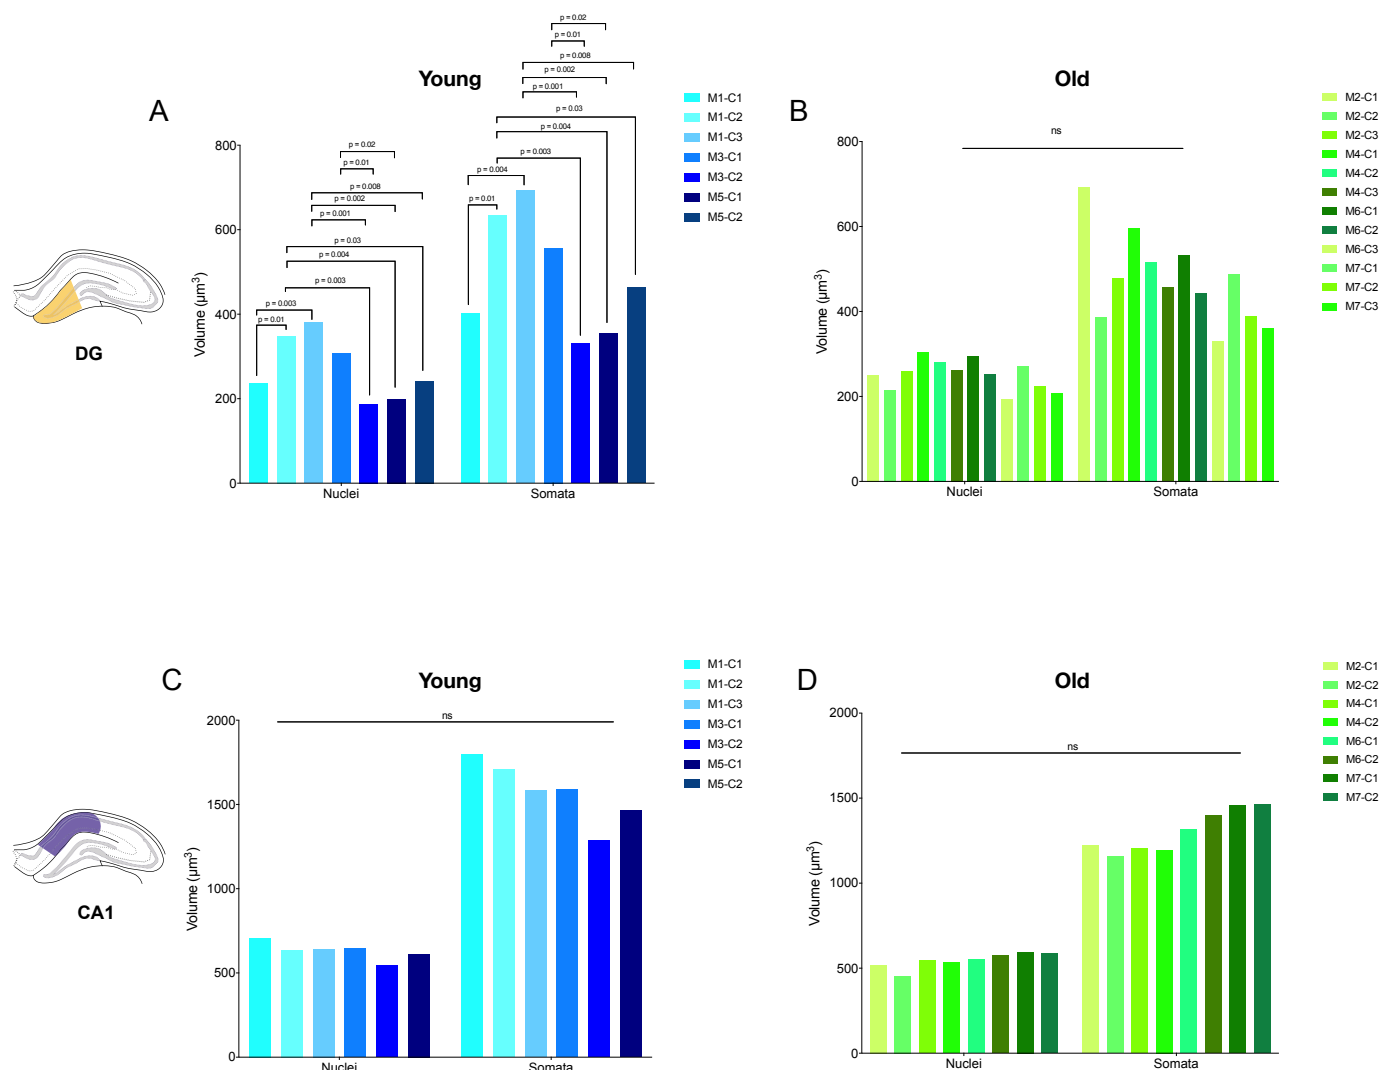 A
Young
p = 0.02
p = 0.01
p = 0.008
p = 0.002
p = 0.001
p = 0.03
p = 0.004
p = 0.003
p = 0.004
p = 0.01
p = 0.02
p = 0.01
p = 0.008
p = 0.002
p = 0.001
p = 0.03
p = 0.004
p = 0.003
p = 0.003
p = 0.01
800
600
400
200
0
Volume (µm³)
Nuclei
Somata
M1-C1
M1-C2
M1-C3
M3-C1
M3-C2
M5-C1
M5-C2
DG
B
Old
ns
800
600
400
200
0
Volume (µm³)
Nuclei
Somata
M2-C1
M2-C2
M2-C3
M4-C1
M4-C2
M4-C3
M6-C1
M6-C2
M6-C3
M7-C1
M7-C2
M7-C3
C
Young
ns
2000
1500
1000
500
0
Volume (µm³)
Nuclei
Somata
M1-C1
M1-C2
M1-C3
M3-C1
M3-C2
M5-C1
M5-C2
CA1
D
Old
ns
2000
1500
1000
500
0
Volume (µm³)
Nuclei
Somata
M2-C1
M2-C2
M4-C1
M4-C2
M6-C1
M6-C2
M7-C1
M7-C2